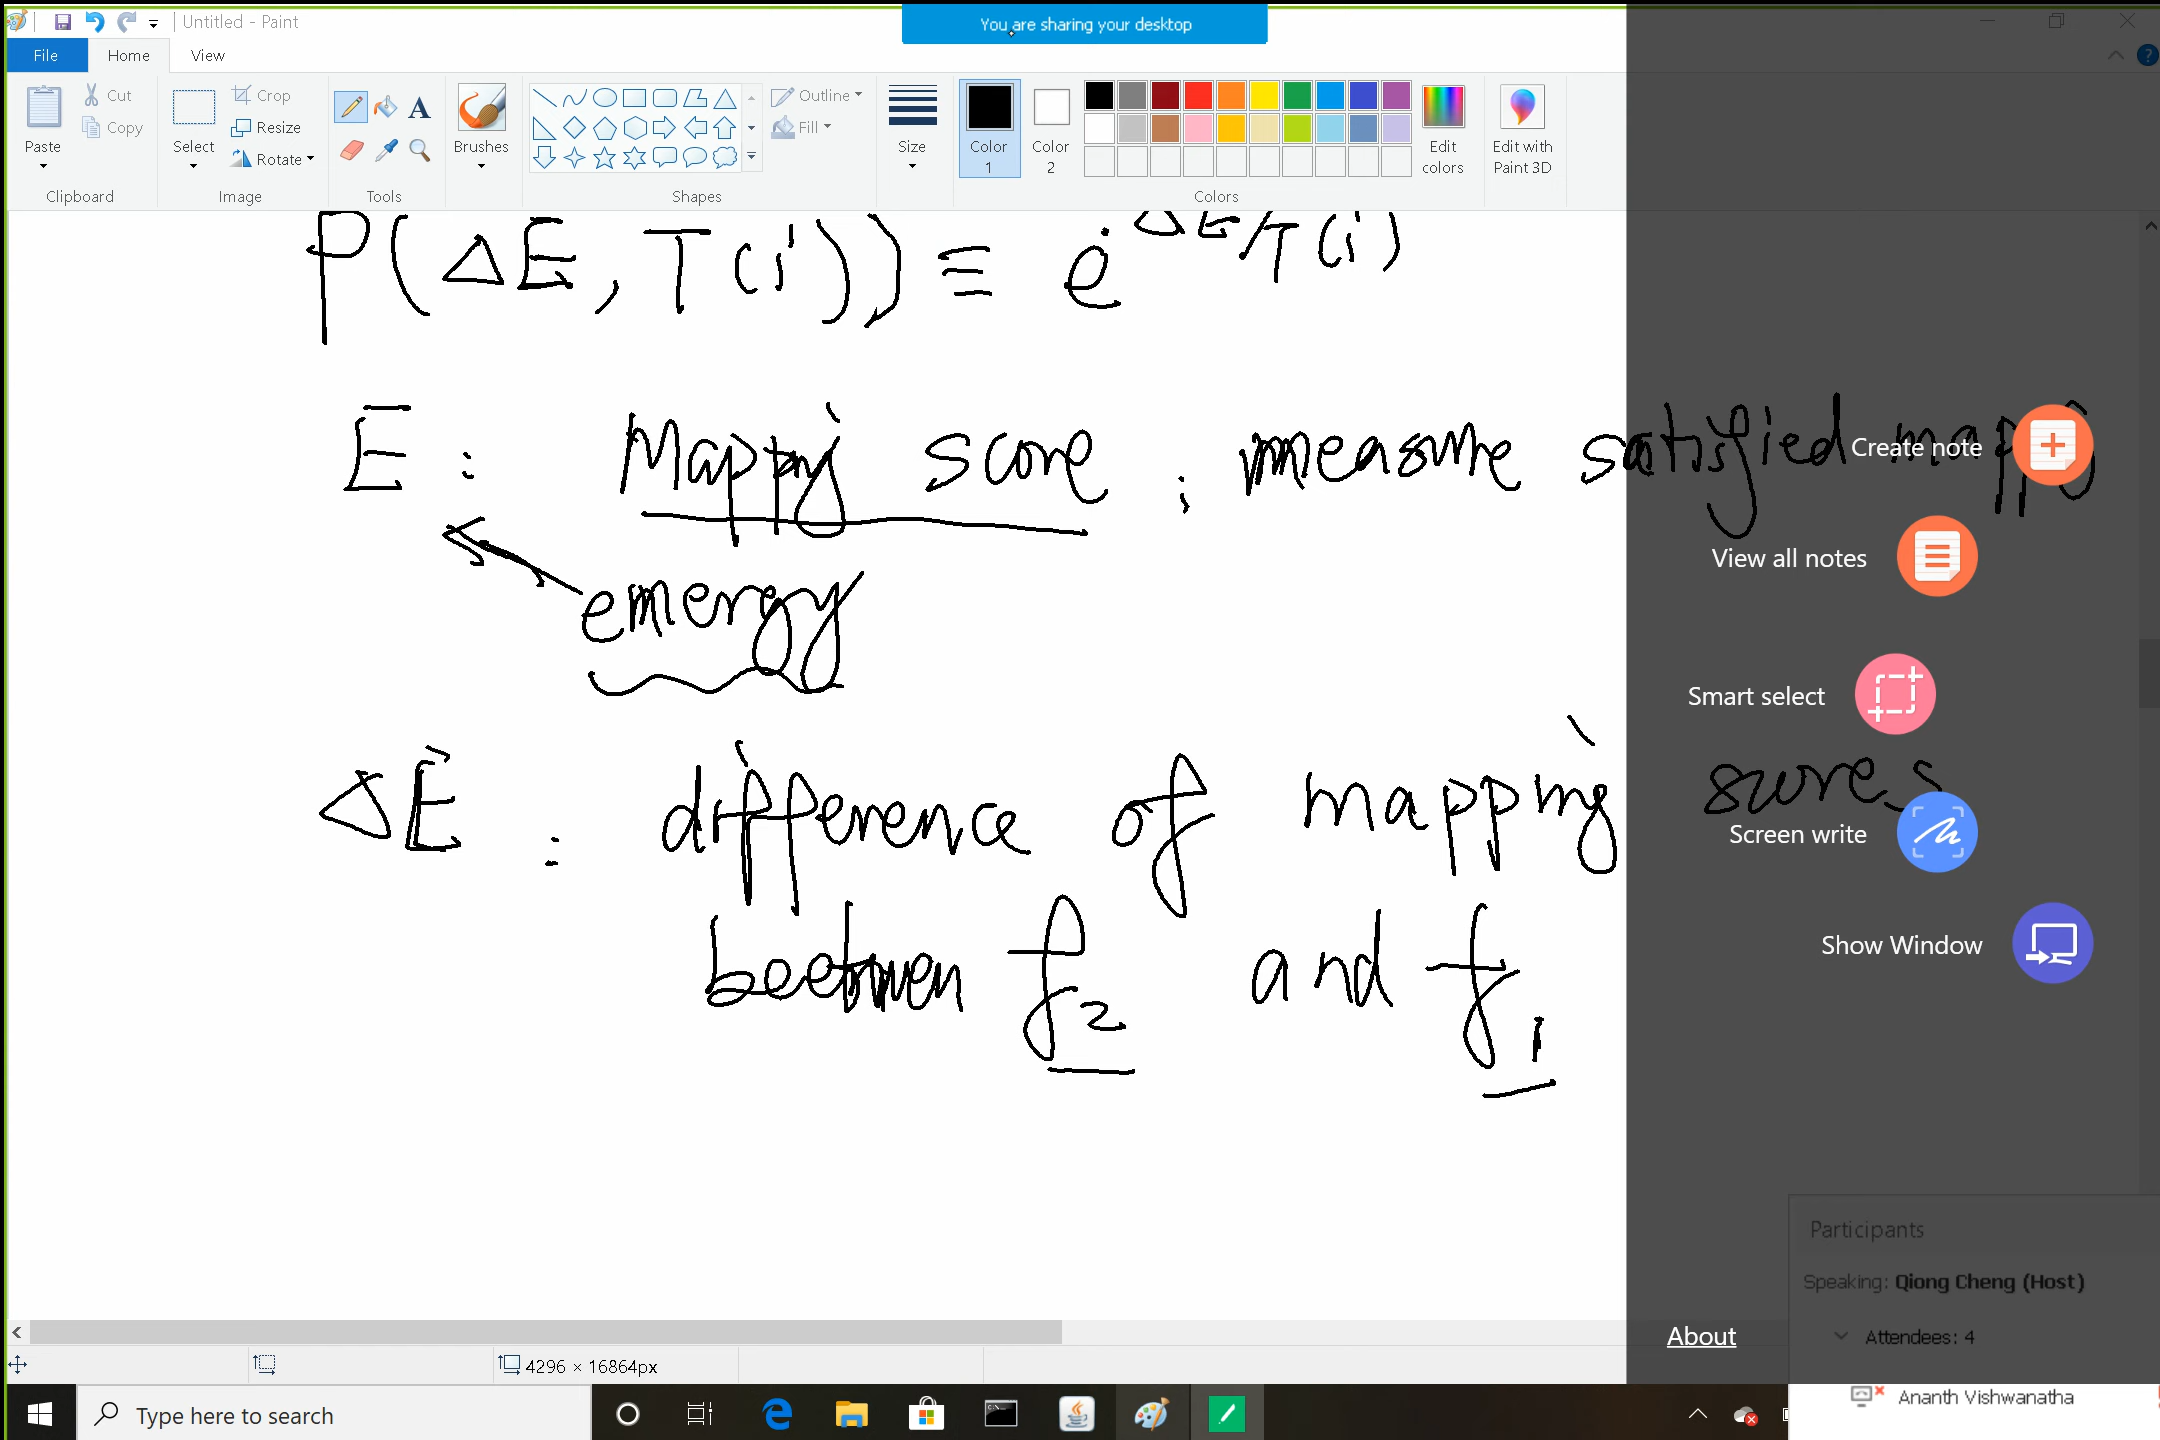 Untitled - Paint
You are sharing your desktop
File Home View
Paste Cut Copy Clipboard
Select Crop Resize Rotate Image
A Tools
Brushes
Shapes Outline Fill
Size
Color 1 Color 2 Colors
Edit colors
Edit with Paint 3D
P(ΔE, T(i)) ≡ e^ΔE/T(i)
E : Mappig score ; measure satisfied mappg
emergy
ΔE : difference of mapping scores
beetween f2 and f1
Create note
View all notes
Smart select
Screen write
Show Window
About
Participants
Speaking: Qiong Cheng (Host)
Attendees: 4
Ananth Vishwanatha
4296 × 16864px
Type here to search